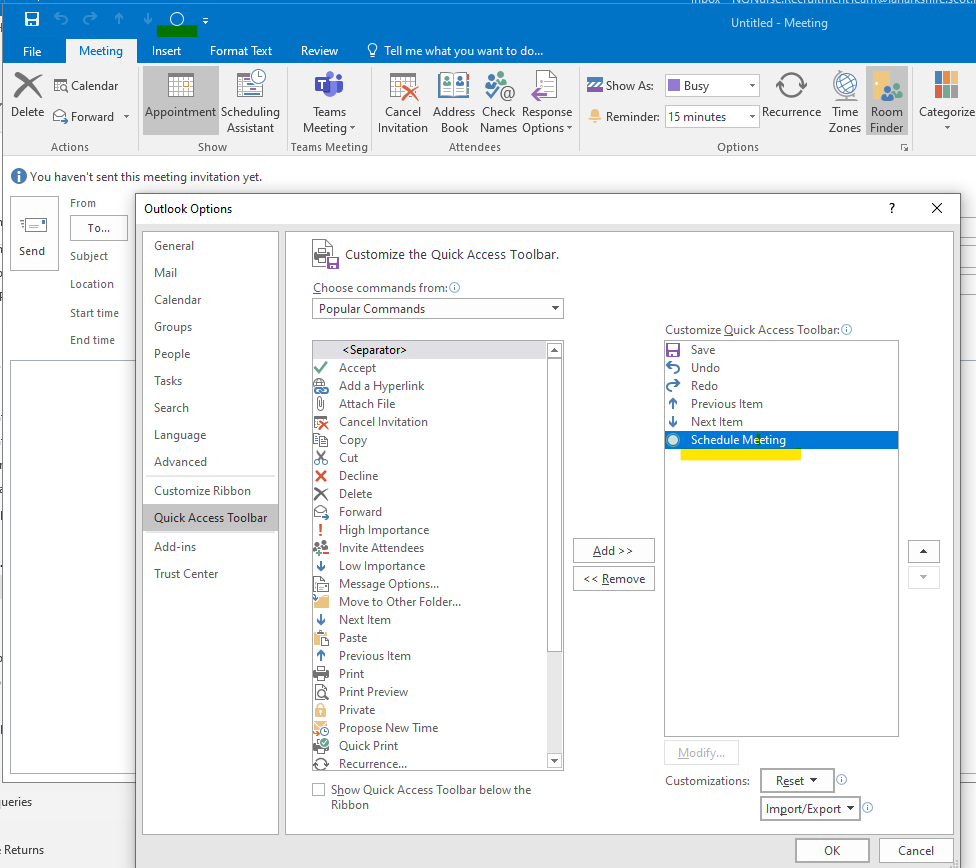 Untitled - Meeting
File
Meeting
Insert
Format Text
Review
Tell me what you want to do...
Delete
Calendar
Forward
Actions
Appointment
Scheduling
Assistant
Show
Teams
Meeting
Teams Meeting
Cancel
Invitation
Address
Book
Check
Names
Response
Options
Attendees
Show As:
Busy
Reminder:
15 minutes
Recurrence
Time
Zones
Room
Finder
Options
Categorize
You haven't sent this meeting invitation yet.
Send
From
To...
Subject
Location
Start time
End time
Outlook Options
?
General
Mail
Calendar
Groups
People
Tasks
Search
Language
Advanced
Customize Ribbon
Quick Access Toolbar
Add-ins
Trust Center
Customize the Quick Access Toolbar.
Choose commands from:
Popular Commands
<Separator>
Accept
Add a Hyperlink
Attach File
Cancel Invitation
Copy
Cut
Decline
Delete
Forward
High Importance
Invite Attendees
Low Importance
Message Options...
Move to Other Folder...
Next Item
Paste
Previous Item
Print
Print Preview
Private
Propose New Time
Quick Print
Recurrence...
Show Quick Access Toolbar below the
Ribbon
Add >>
<< Remove
Customize Quick Access Toolbar:
Save
Undo
Redo
Previous Item
Next Item
Schedule Meeting
Modify...
Customizations:
Reset
Import/Export
OK
Cancel
ueries
Returns